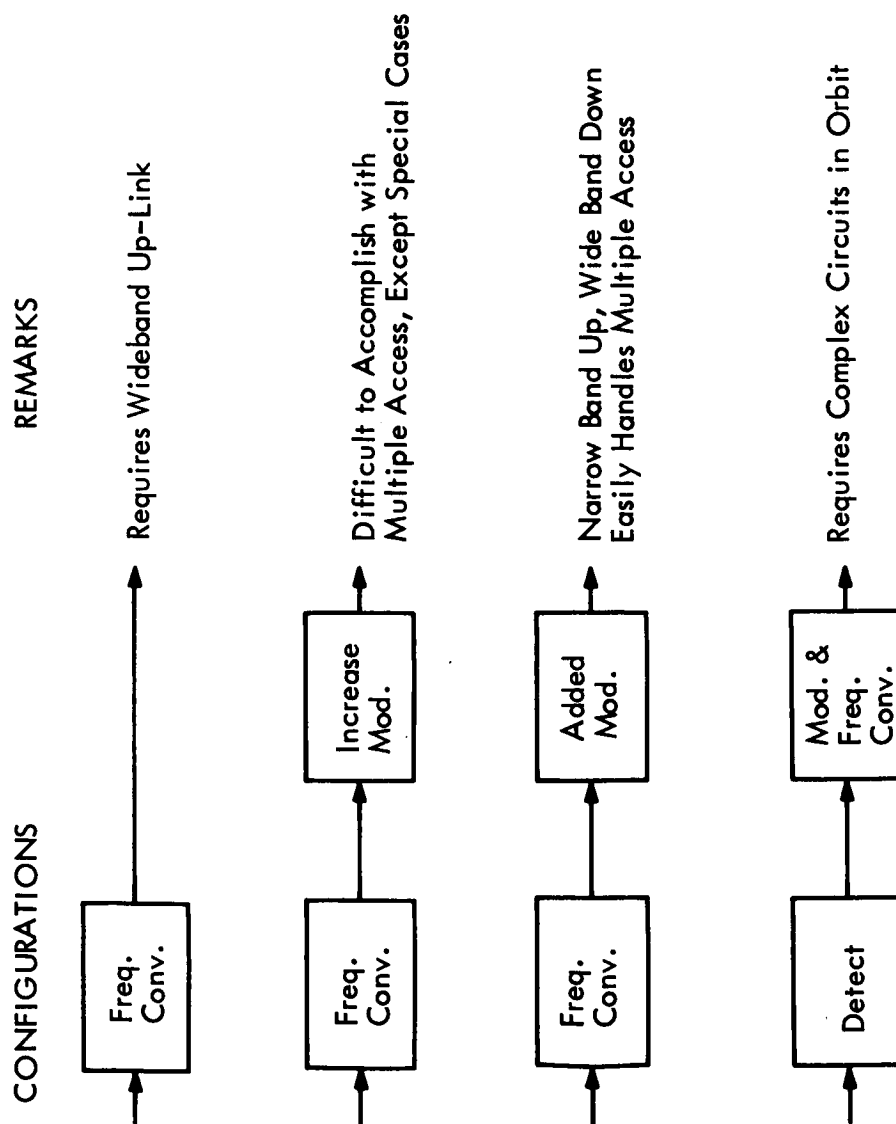 CONFIGURATIONS
REMARKS
Freq.
Conv.
Requires Wideband Up-Link
Freq.
Conv.
Increase
Mod.
Difficult to Accomplish with
Multiple Access, Except Special Cases
Freq.
Conv.
Added
Mod.
Narrow Band Up, Wide Band Down
Easily Handles Multiple Access
Detect
Mod. &
Freq.
Conv.
Requires Complex Circuits in Orbit